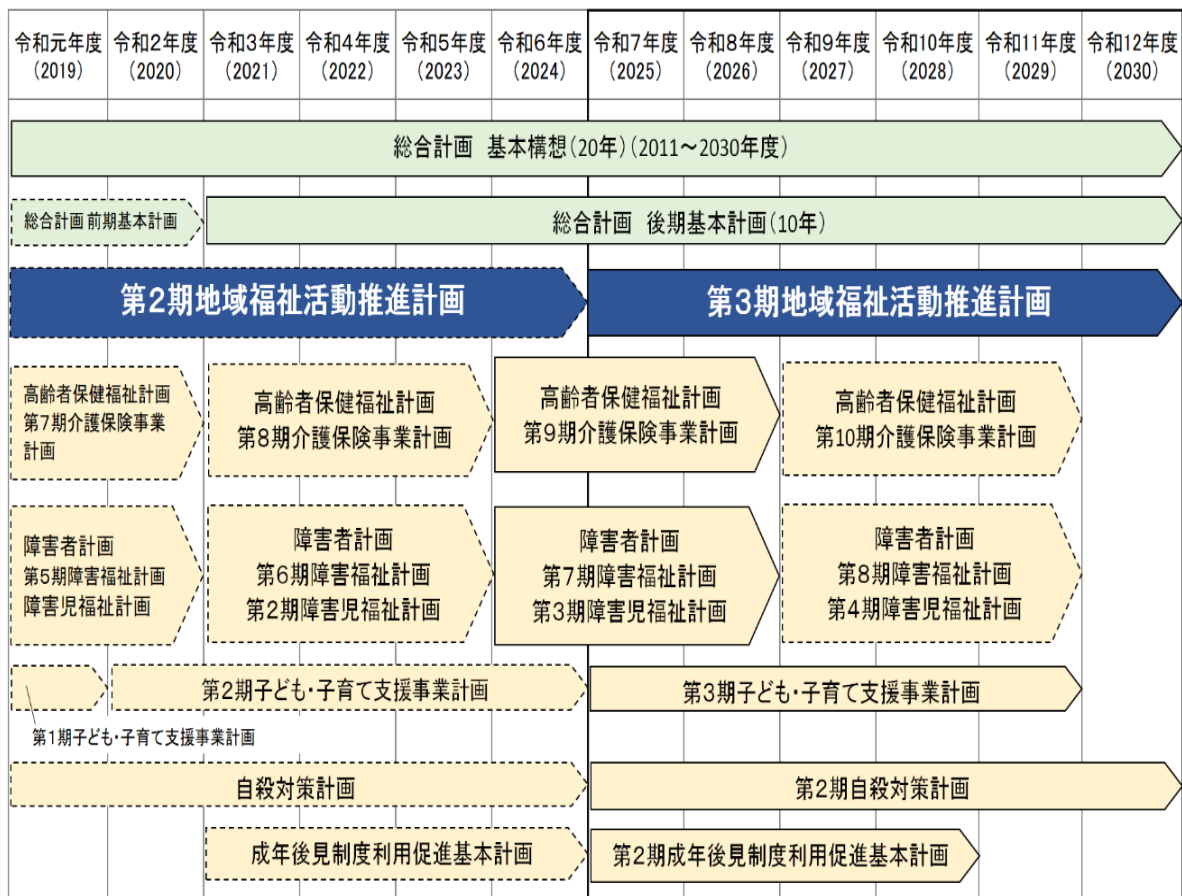 令和元年度 令和2年度 令和3年度 令和4年度 令和5年度 令和6年度 令和7年度 令和8年度 令和9年度 令和10年度 令和11年度 令和12年度
(2019) (2020) (2021) (2022) (2023) (2024) (2025) (2026) (2027) (2028) (2029) (2030)
総合計画 基本構想(20年)(2011～2030年度)
総合計画 前期基本計画
総合計画 後期基本計画(10年)
第2期地域福祉活動推進計画
第3期地域福祉活動推進計画
高齢者保健福祉計画
第7期介護保険事業
計画
高齢者保健福祉計画
第8期介護保険事業計画
高齢者保健福祉計画
第9期介護保険事業計画
高齢者保健福祉計画
第10期介護保険事業計画
障害者計画
第5期障害福祉計画
障害児福祉計画
障害者計画
第6期障害福祉計画
第2期障害児福祉計画
障害者計画
第7期障害福祉計画
第3期障害児福祉計画
障害者計画
第8期障害福祉計画
第4期障害児福祉計画
第2期子ども・子育て支援事業計画
第3期子ども・子育て支援事業計画
第1期子ども・子育て支援事業計画
自殺対策計画
第2期自殺対策計画
成年後見制度利用促進基本計画
第2期成年後見制度利用促進基本計画